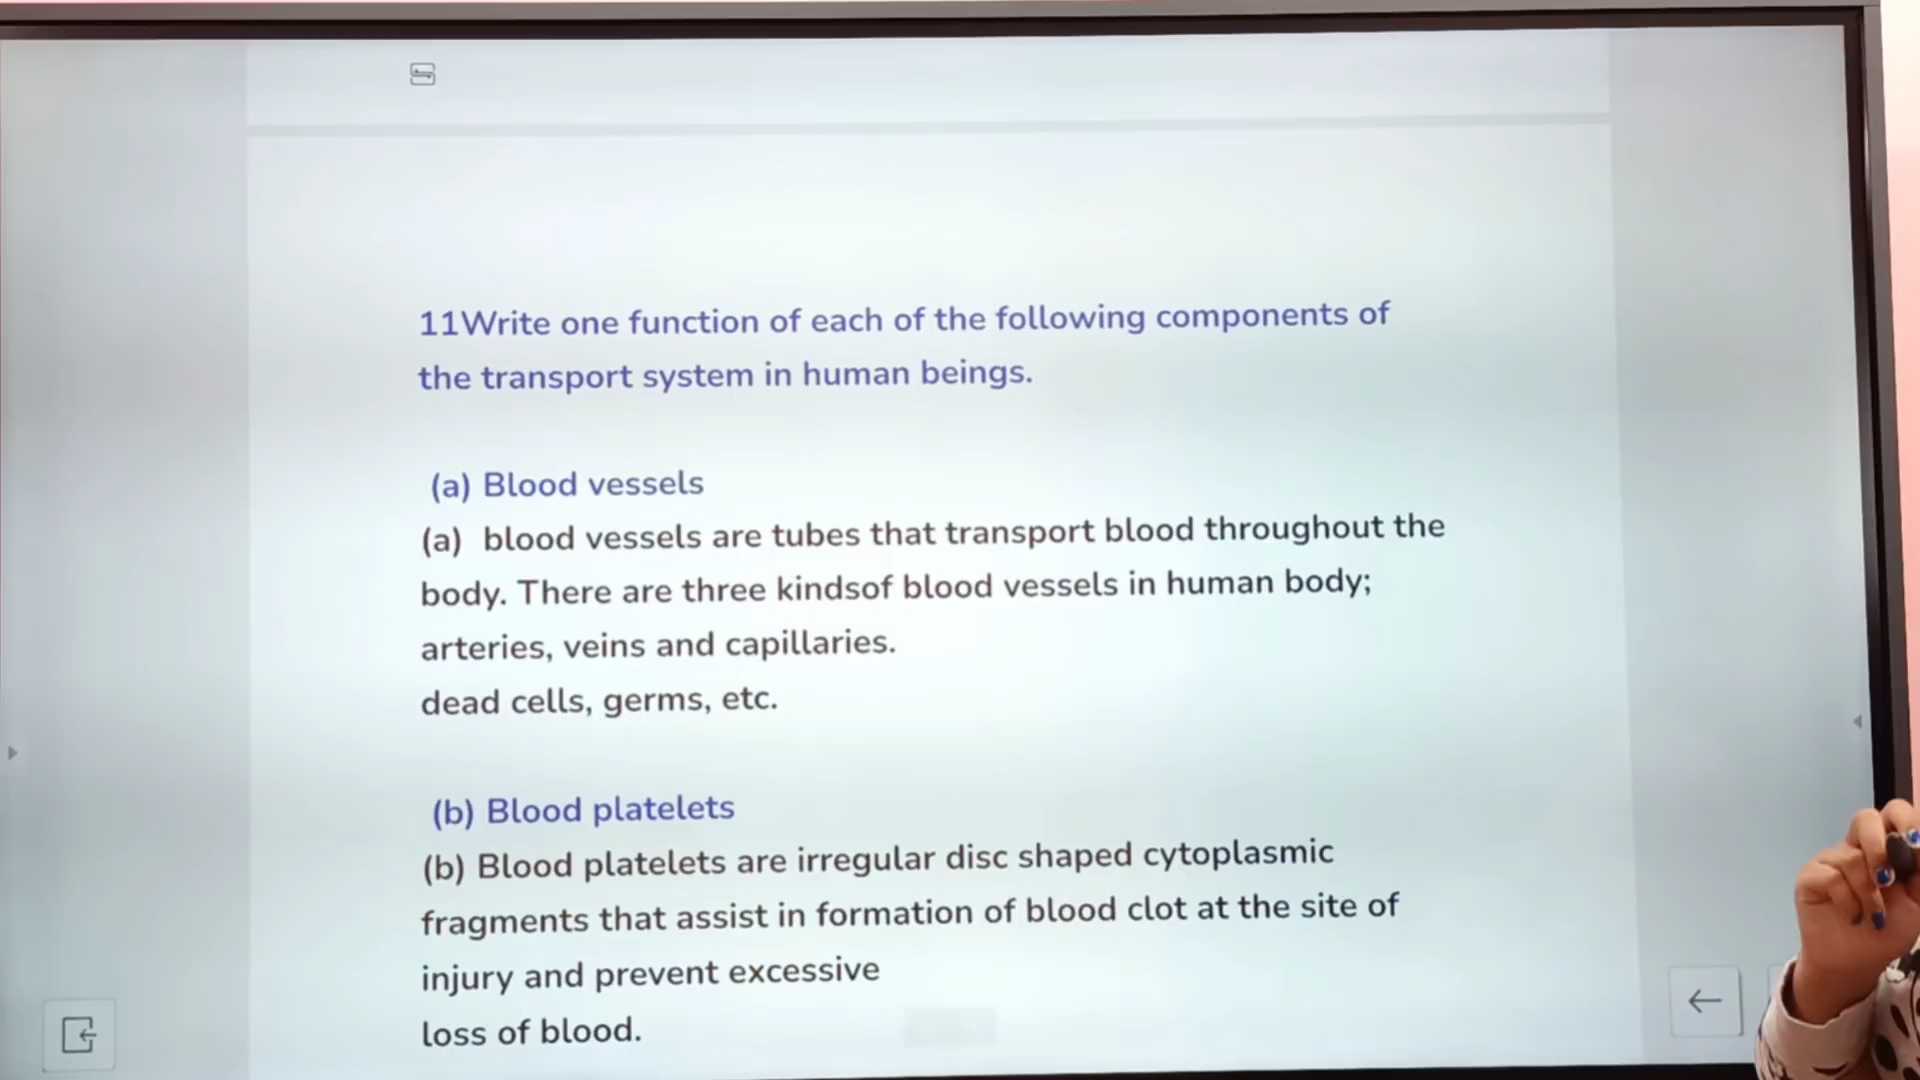 11Write one function of each of the following components of
the transport system in human beings.
(a) Blood vessels
(a) blood vessels are tubes that transport blood throughout the
body. There are three kindsof blood vessels in human body;
arteries, veins and capillaries.
dead cells, germs, etc.
(b) Blood platelets
(b) Blood platelets are irregular disc shaped cytoplasmic
fragments that assist in formation of blood clot at the site of
injury and prevent excessive
loss of blood.